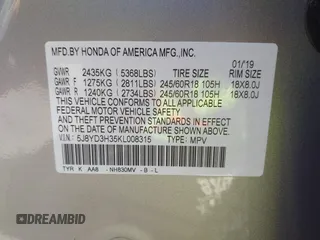 MFD.BY HONDA OF AMERICA MFG.,INC.
01/19
GVWR 2435KG (5368LBS) TIRE SIZE RIM SIZE
GAWR F 1275KG (2811LBS) 245/60R18 105H 18X8.0J
GAWR R 1240KG (2734LBS) 245/60R18 105H 18X8.0J
THIS VEHICLE CONFORMS TO ALL APPLICABLE
FEDERAL MOTOR VEHICLE SAFETY AND
THEFT PREVENTION STANDARDS IN EFFECT ON
THE DATE OF MANUFACTURE SHOWN ABOVE.
V.I.N.: 5J8YD3H35KL008315 TYPE: MPV
TYR K AA8 - NH830MV - B - L
DREAMBID
DREAMBID